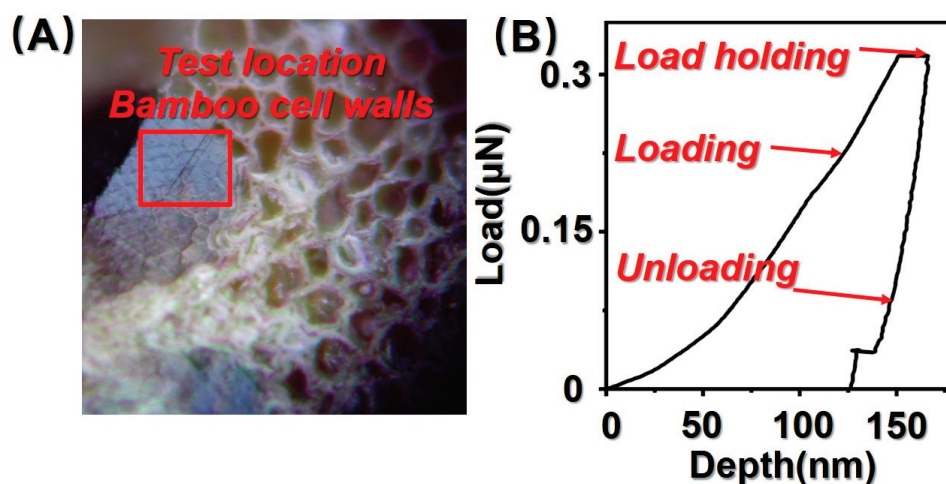 (A)
Test location
Bamboo cell walls
(B)
Load holding
Loading
Unloading
Load(μN)
0.3
0.15
0
0 50 100 150
Depth(nm)